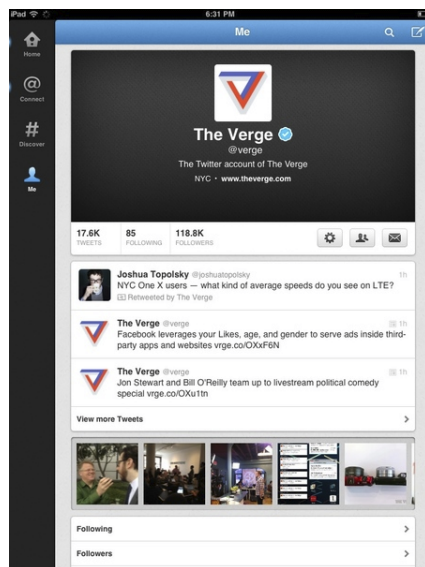 iPad
6:31 PM
Me
Home
Connect
Discover
Me
The Verge
@verge
The Twitter account of The Verge
NYC • www.theverge.com
17.6K
TWEETS
85
FOLLOWING
118.8K
FOLLOWERS
Joshua Topolsky @joshuatopolsky 1h
NYC One X users — what kind of average speeds do you see on LTE?
Retweeted by The Verge
The Verge @verge 1h
Facebook leverages your Likes, age, and gender to serve ads inside third-
party apps and websites vrge.co/OXxF6N
The Verge @verge 1h
Jon Stewart and Bill O'Reilly team up to livestream political comedy
special vrge.co/OXu1tn
View more Tweets
Following
Followers